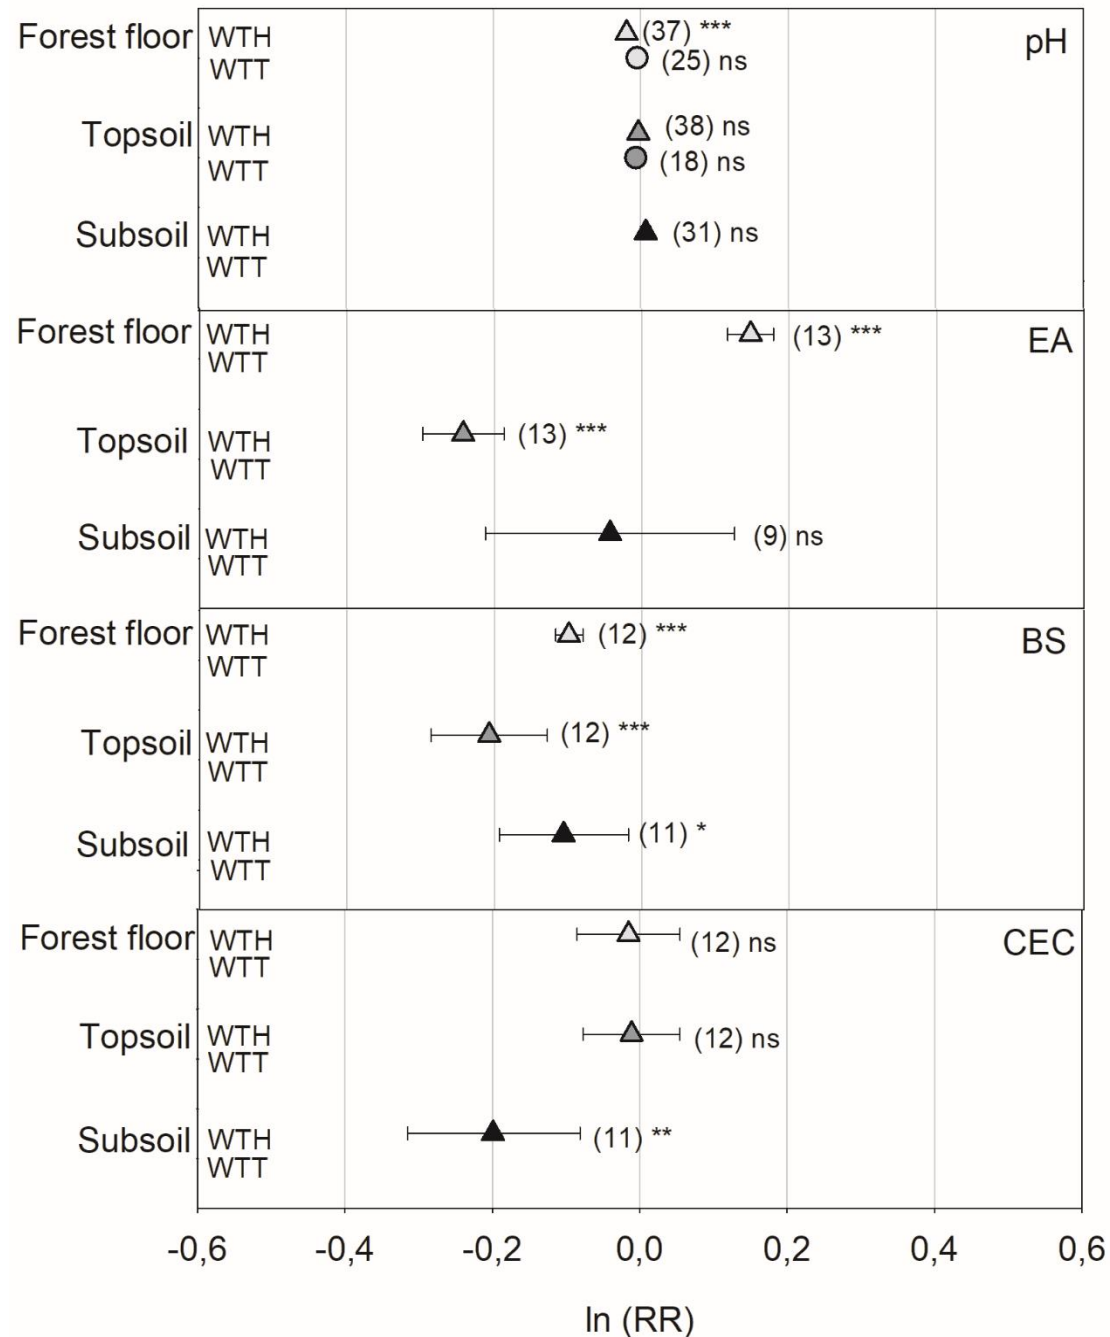 Forest floor WTH (37) *** pH
WTT (25) ns
Topsoil WTH (38) ns
WTT (18) ns
Subsoil WTH (31) ns
WTT
Forest floor WTH (13) *** EA
WTT
Topsoil WTH (13) ***
WTT
Subsoil WTH (9) ns
WTT
Forest floor WTH (12) *** BS
WTT
Topsoil WTH (12) ***
WTT
Subsoil WTH (11) *
WTT
Forest floor WTH (12) ns CEC
WTT
Topsoil WTH (12) ns
WTT
Subsoil WTH (11) **
WTT
-0,6 -0,4 -0,2 0,0 0,2 0,4 0,6
ln (RR)